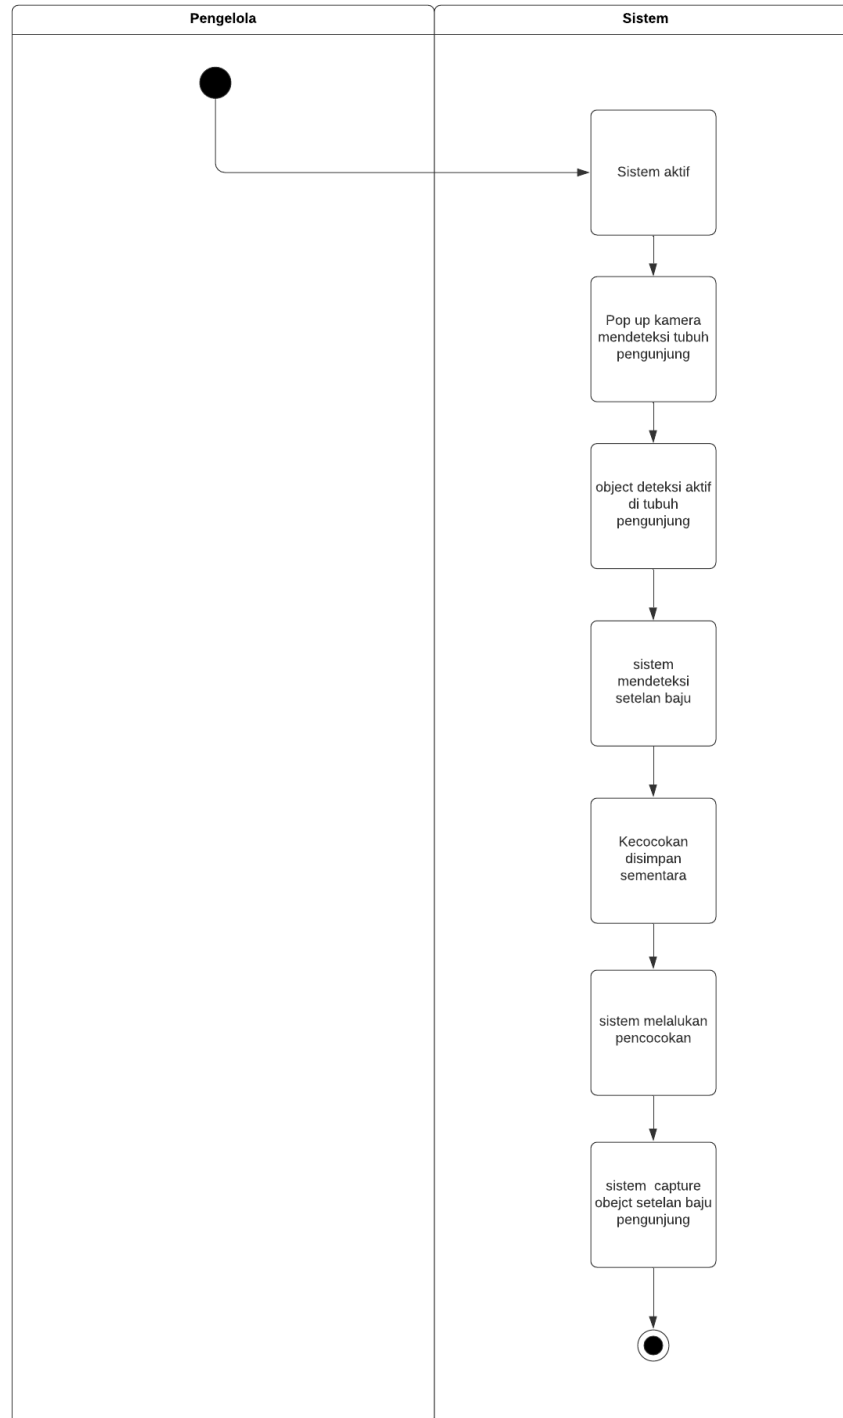 Pengelola
Sistem
Sistem aktif
Pop up kamera
mendeteksi tubuh
pengunjung
object deteksi aktif
di tubuh
pengunjung
sistem
mendeteksi
setelan baju
Kecocokan
disimpan
sementara
sistem melalukan
pencocokan
sistem  capture
obejct setelan baju
pengunjung